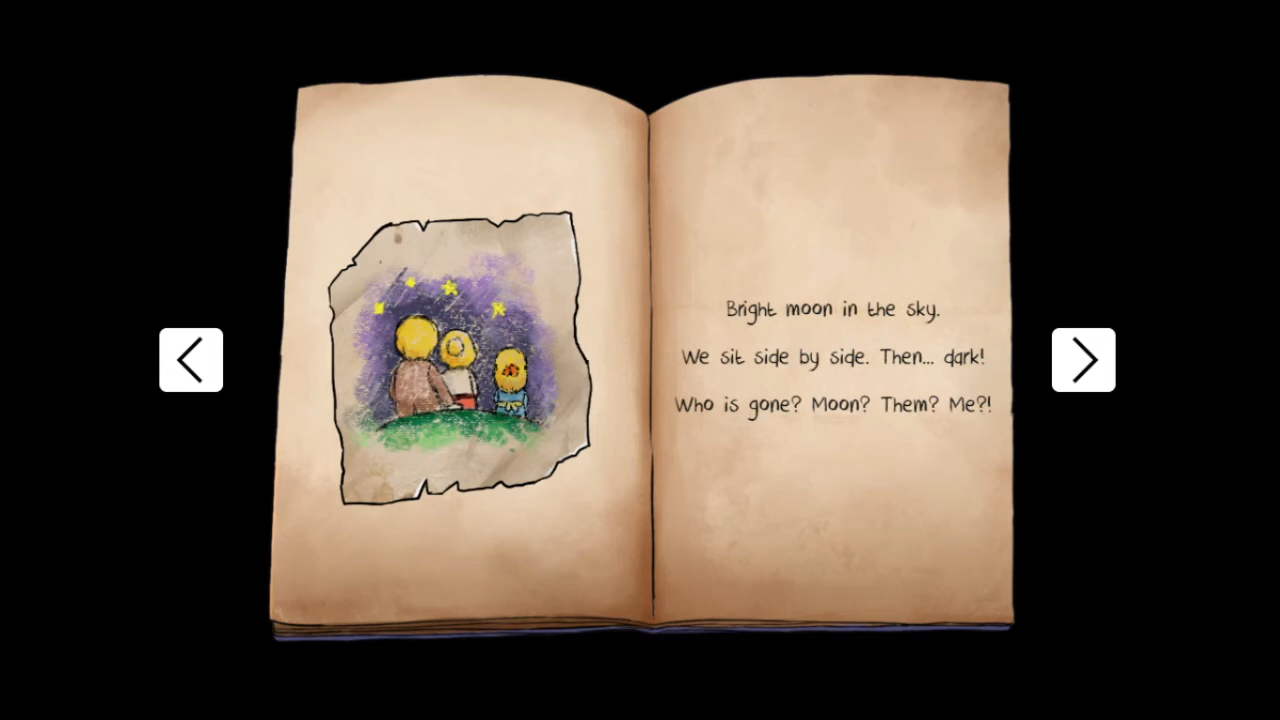 Bright moon in the sky.
We sit side by side. Then... dark!
Who is gone? Moon? Them? Me?!